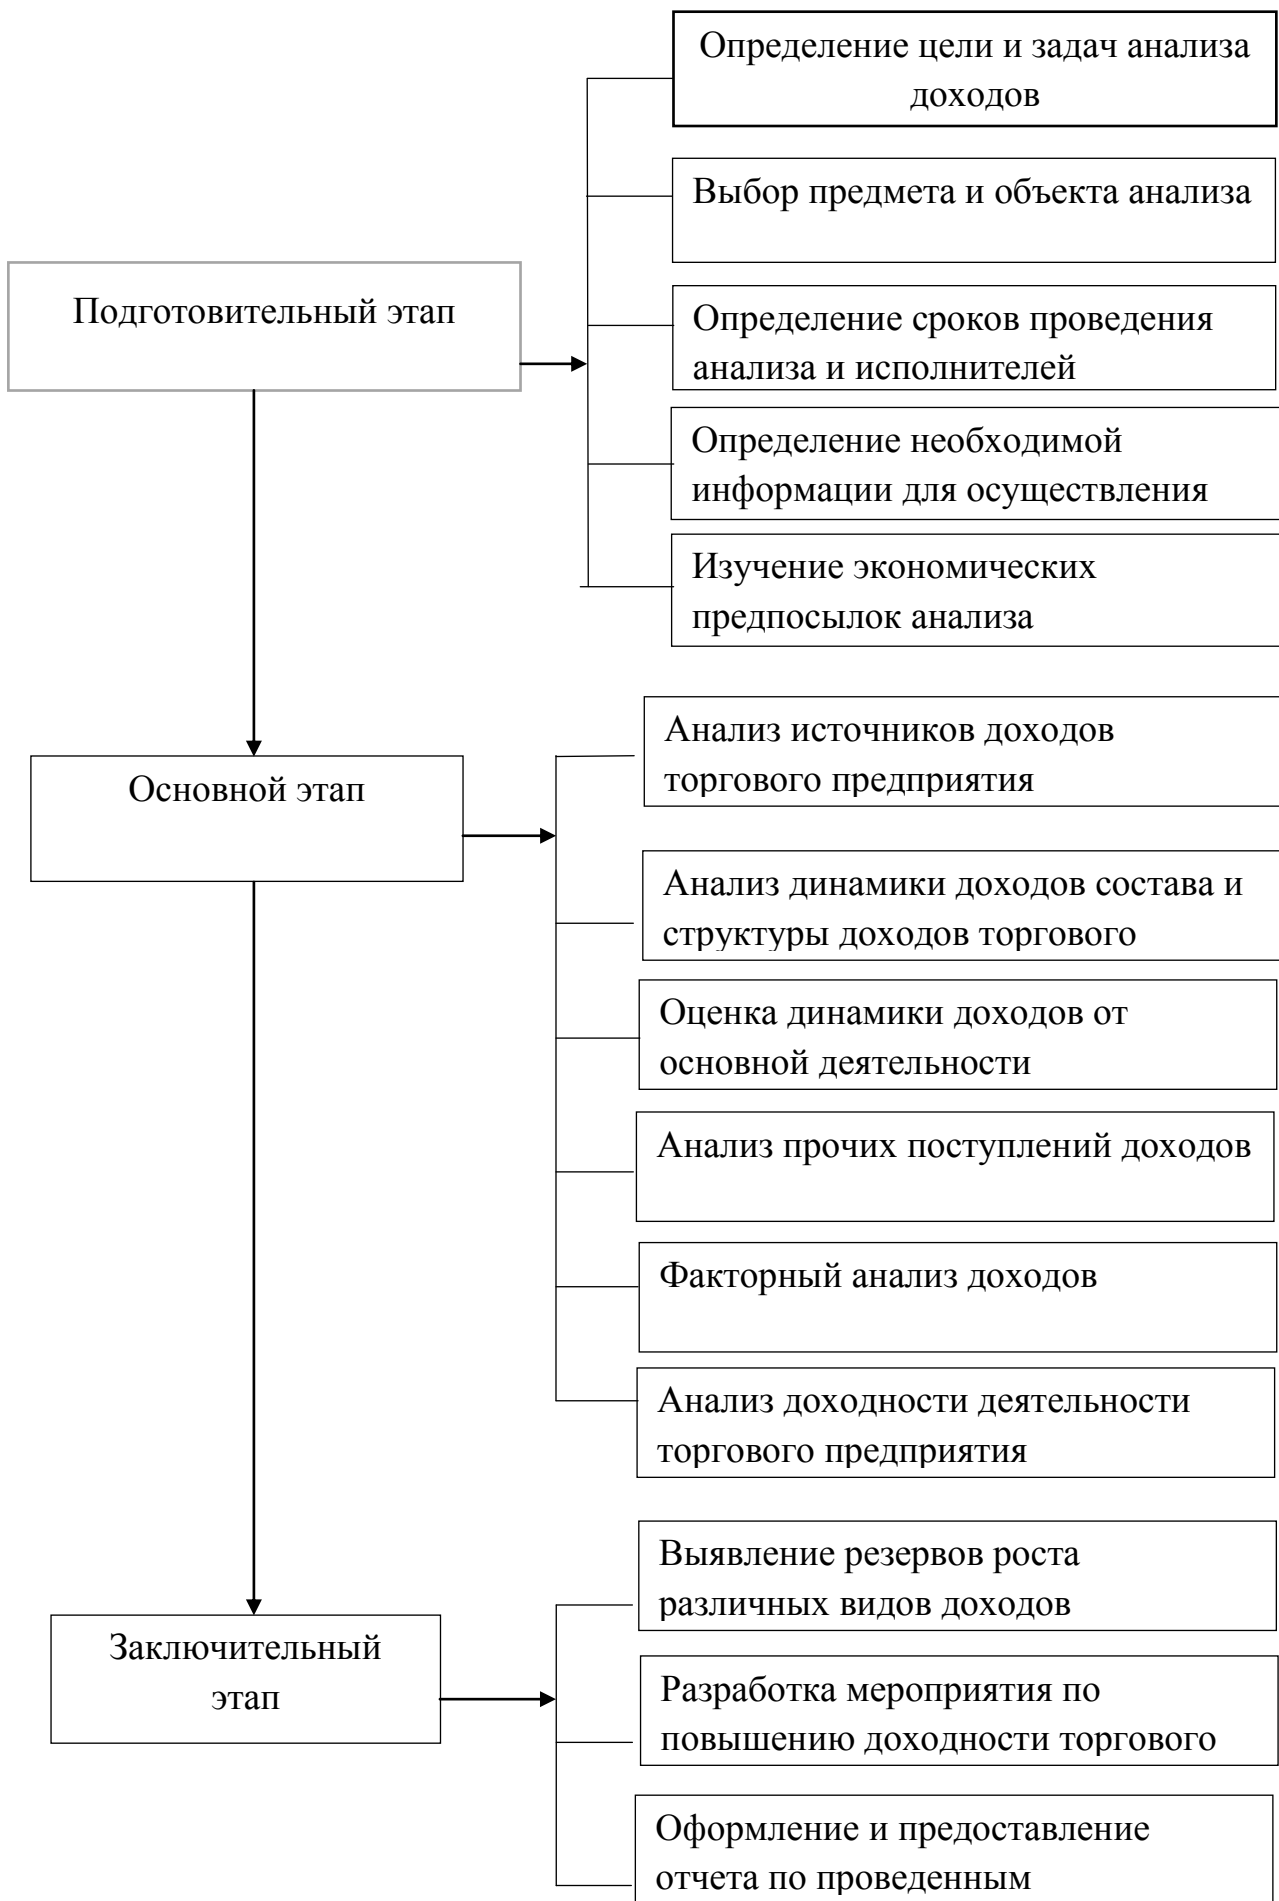 Определение цели и задач анализа
доходов
Выбор предмета и объекта анализа
Подготовительный этап
Определение сроков проведения
анализа и исполнителей
Определение необходимой
информации для осуществления
Изучение экономических
предпосылок анализа
Основной этап
Анализ источников доходов
торгового предприятия
Анализ динамики доходов состава и
структуры доходов торгового
Оценка динамики доходов от
основной деятельности
Анализ прочих поступлений доходов
Факторный анализ доходов
Анализ доходности деятельности
торгового предприятия
Заключительный
этап
Выявление резервов роста
различных видов доходов
Разработка мероприятия по
повышению доходности торгового
Оформление и предоставление
отчета по проведенным